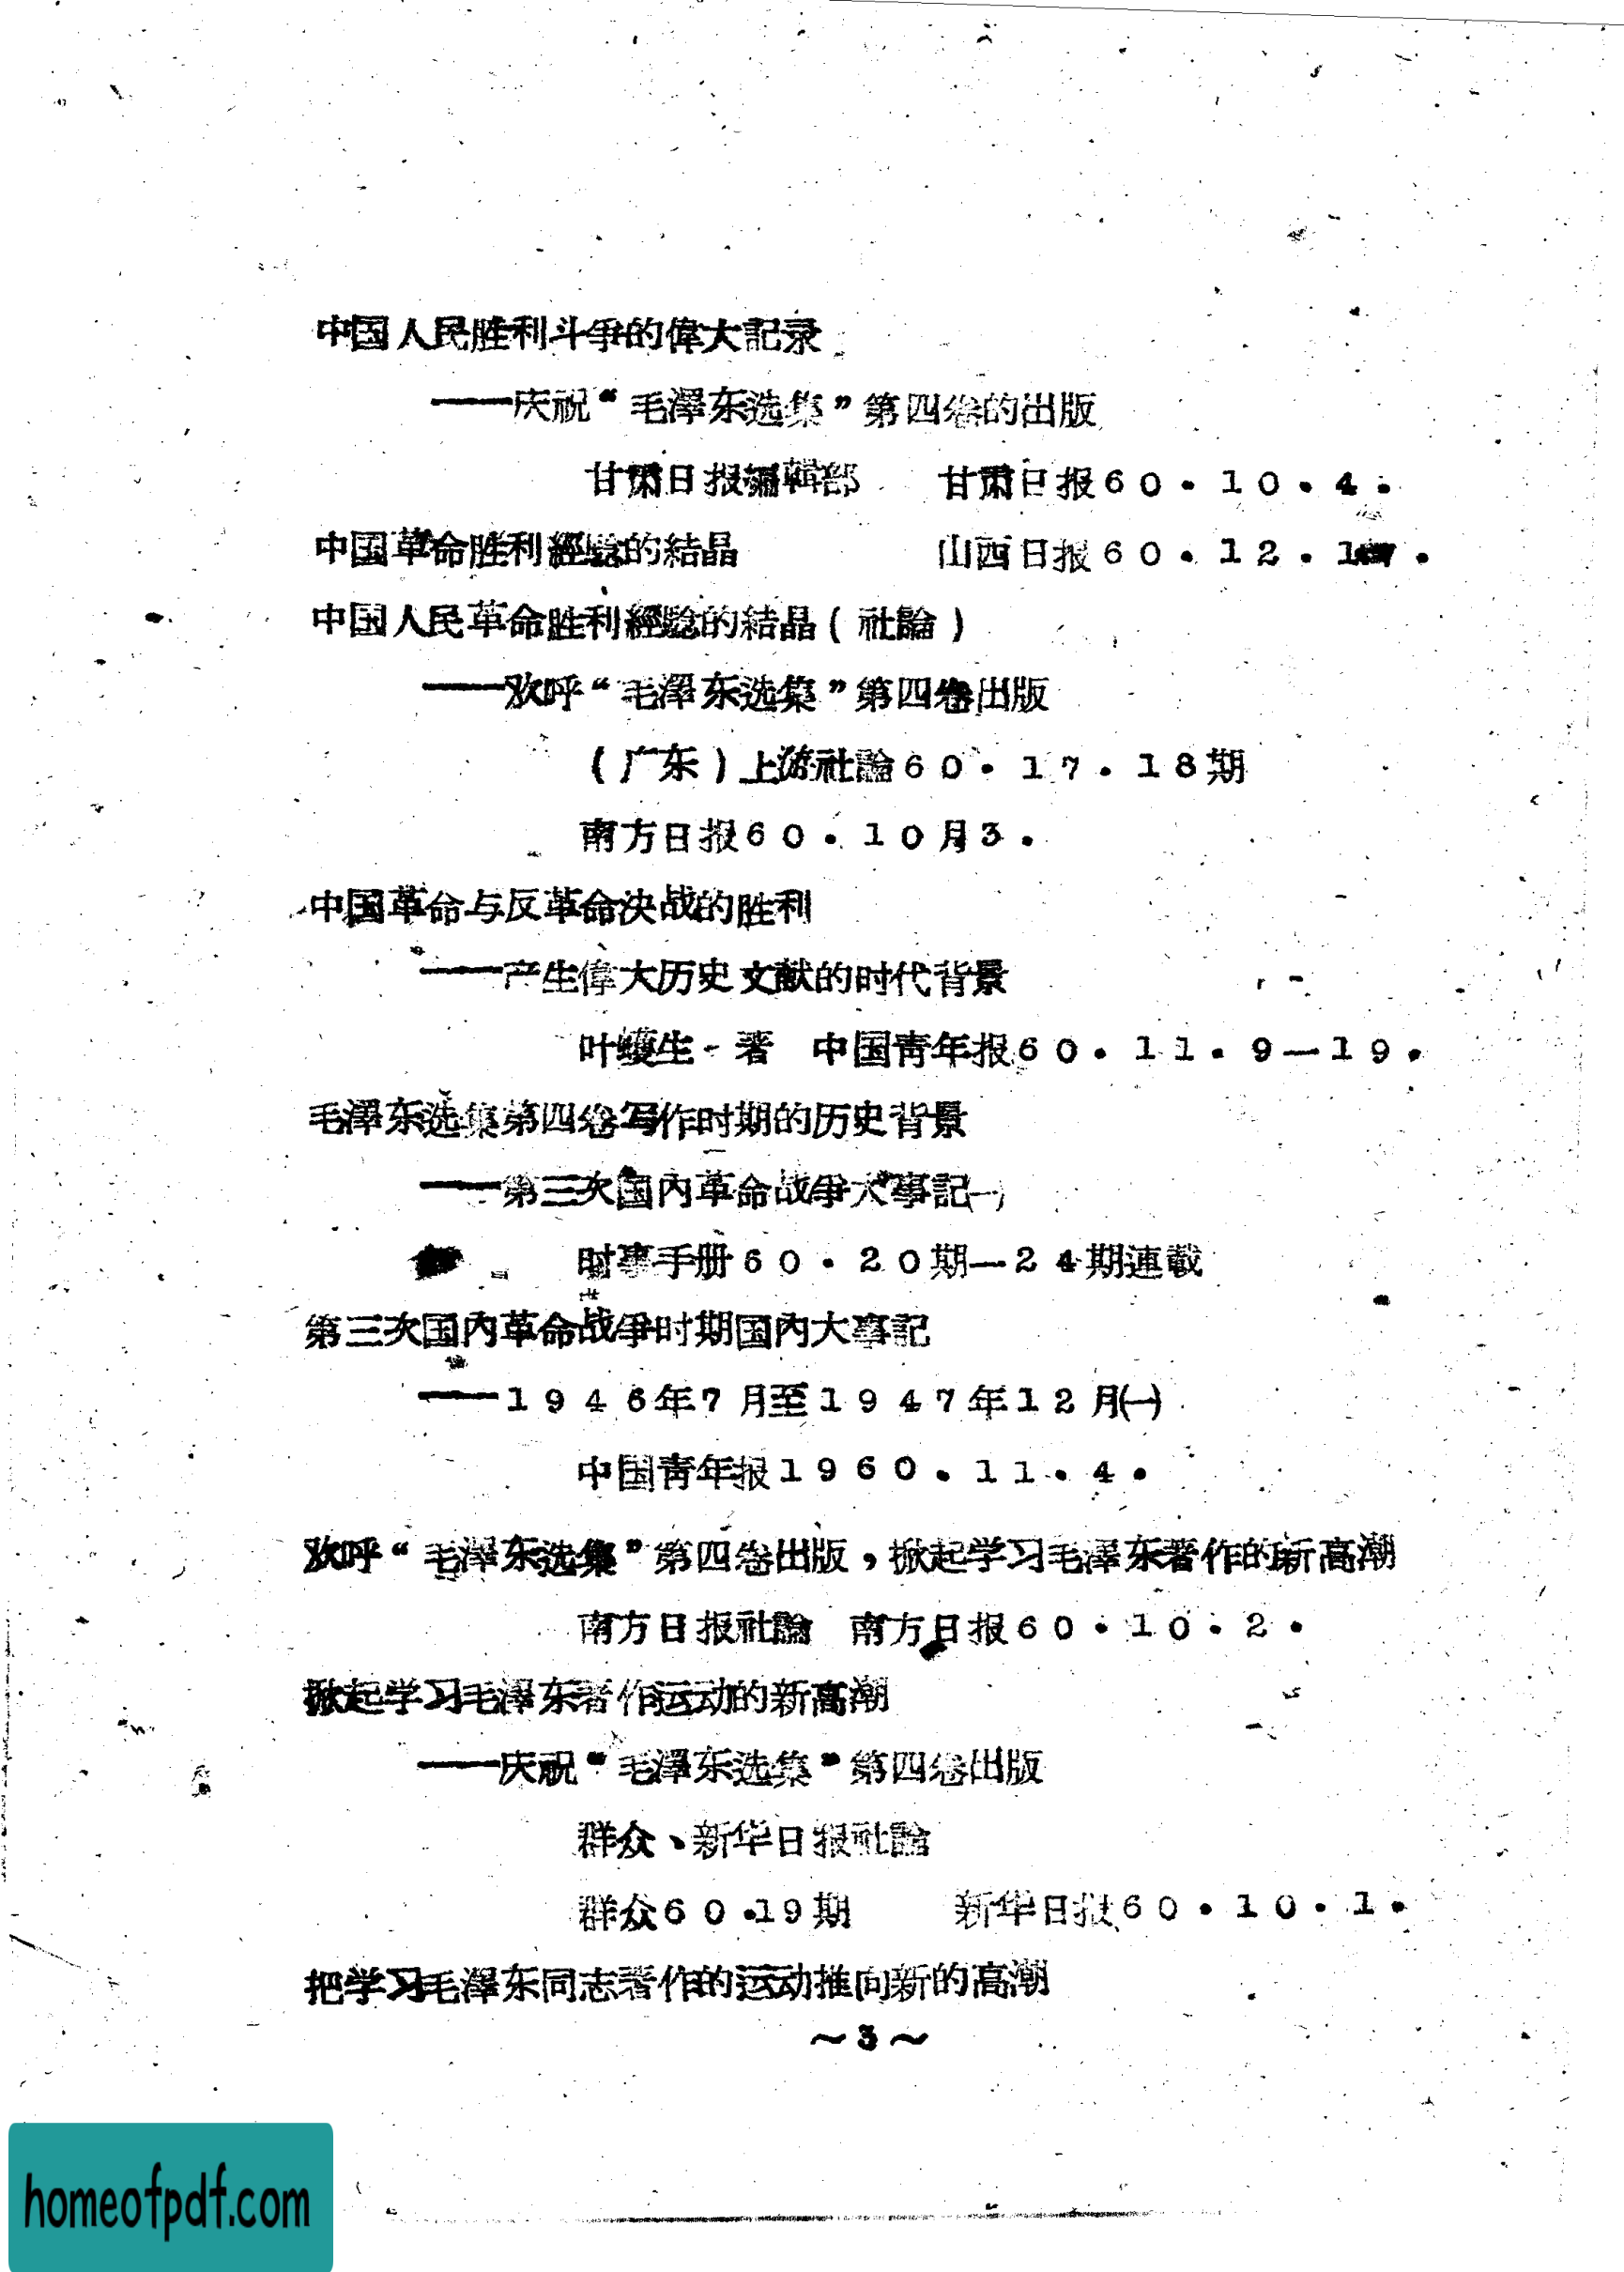 中国人民胜利斗爭的偉大記录
——庆祝“毛澤东选集”第四卷的出版
甘肃日报編輯部 甘肃日报60.10.4.
中国革命胜利經驗的結晶 山西日报60.12.
中国人民革命胜利經驗的結晶(社論)
——欢呼“毛澤东选集”第四卷出版
(广东)上游社論60.17.18期
南方日报60.10月3.
中国革命与反革命决战的胜利
——产生偉大历史文献的时代背景
叶蠖生 著 中国青年报60.11.9—19.
毛澤东选集第四卷写作时期的历史背景
——第三次国內革命战爭大事記㈠
时事手册60.20期—24期連載
第三次国內革命战爭时期国內大事記
——1946年7月至1947年12月㈠
中国青年报1960.11.4.
欢呼“毛澤东选集”第四卷出版，掀起学习毛澤东著作的新高潮
南方日报社論 南方日报60.10.2.
掀起学习毛澤东著作运动的新高潮
——庆祝“毛澤东选集”第四卷出版
群众、新华日报社論
群众60.19期 新华日报60.10.1.
把学习毛澤东同志著作的运动推向新的高潮
～3～
homeofpdf.com